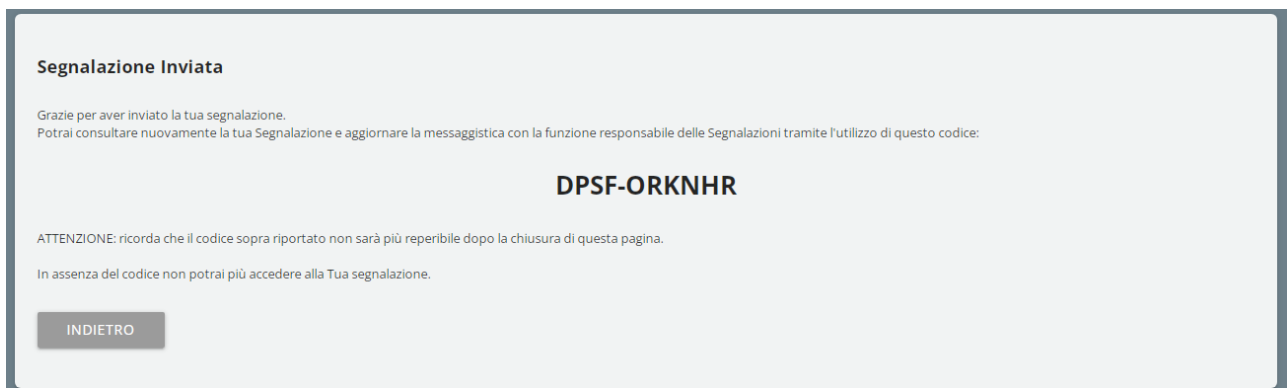 Segnalazione Inviata
Grazie per aver inviato la tua segnalazione.
Potrai consultare nuovamente la tua Segnalazione e aggiornare la messaggistica con la funzione responsabile delle Segnalazioni tramite l'utilizzo di questo codice:
DPSF-ORKNHR
ATTENZIONE: ricorda che il codice sopra riportato non sarà più reperibile dopo la chiusura di questa pagina.
In assenza del codice non potrai più accedere alla Tua segnalazione.
INDIETRO